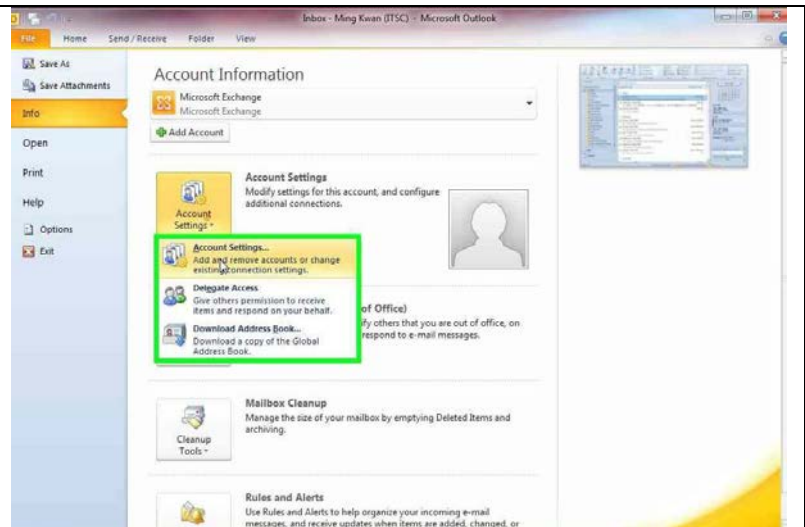 Inbox - Ming Kwan (ITSC) - Microsoft Outlook
File Home Send / Receive Folder View
Save As
Save Attachments
Info
Open
Print
Help
Options
Exit
Account Information
Microsoft Exchange
Microsoft Exchange
Add Account
Account Settings
Modify settings for this account, and configure
additional connections.
Account
Settings
Account Settings...
Add and remove accounts or change
existing connection settings.
Delegate Access
Give others permission to receive
items and respond on your behalf.
Download Address Book...
Download a copy of the Global
Address Book.
of Office)
ify others that you are out of office, on
respond to e-mail messages.
Mailbox Cleanup
Manage the size of your mailbox by emptying Deleted Items and
archiving.
Cleanup
Tools
Rules and Alerts
Use Rules and Alerts to help organize your incoming e-mail
messages, and receive updates when items are added, changed, or